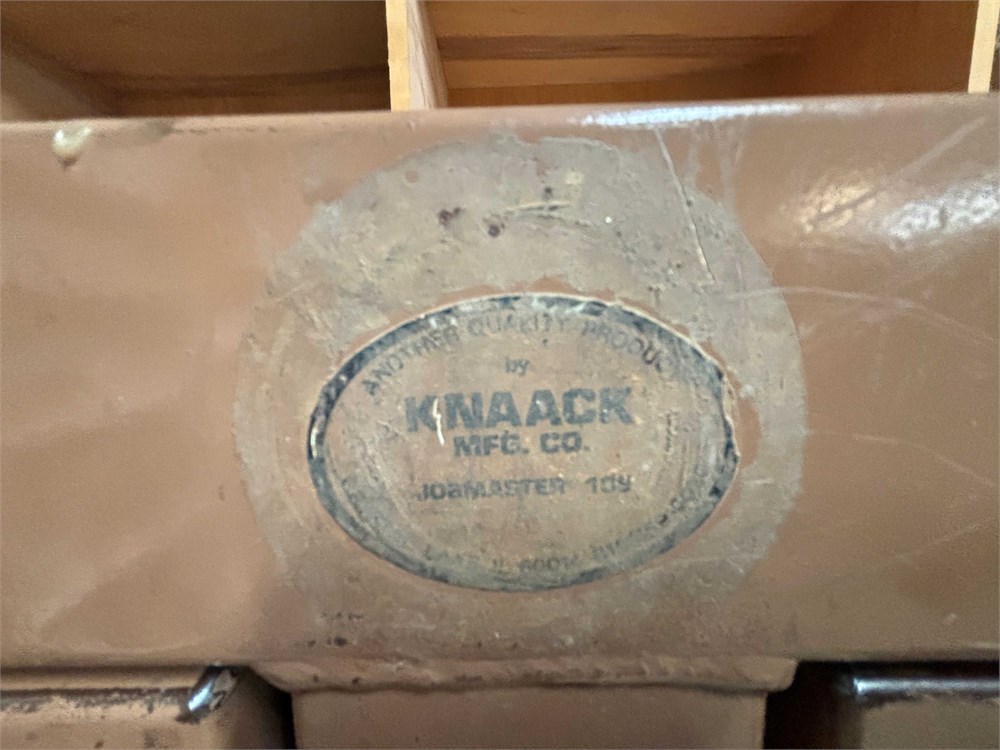 ANOTHER QUALITY PRODUCT
by
KNAACK
MFG. CO.
JOBMASTER 109